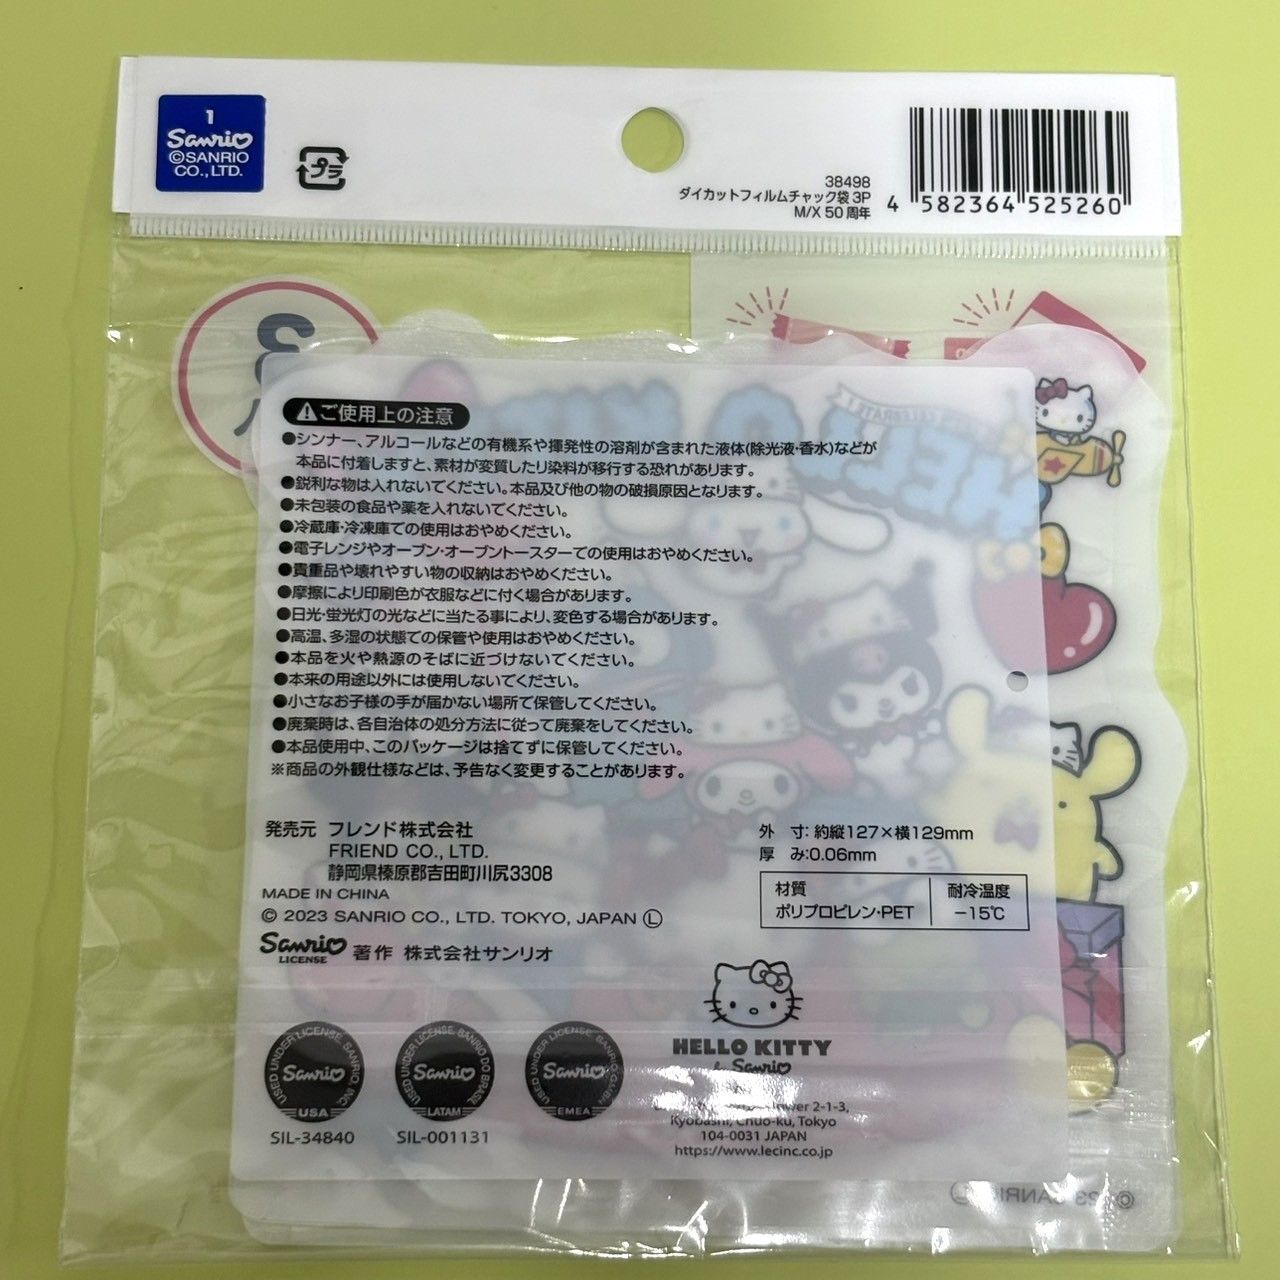 1
Sanrio
©SANRIO
CO.,LTD.
プラ
38498
ダイカットフィルムチャック袋 3P
M/X 50 周年
4 582364 525260
ご使用上の注意
●シンナー、アルコールなどの有機系や揮発性の溶剤が含まれた液体(除光液・香水)などが
本品に付着しますと、素材が変質したり染料が移行する恐れがあります。
●鋭利な物は入れないでください。本品及び他の物の破損原因となります。
●未包装の食品や薬を入れないでください。
●冷蔵庫・冷凍庫での使用はおやめください。
●電子レンジやオーブン・オーブントースターでの使用はおやめください。
●貴重品や壊れやすい物の収納はおやめください。
●摩擦により印刷色が衣服などに付く場合があります。
●日光・蛍光灯の光などに当たる事により、変色する場合があります。
●高温、多湿の状態での保管や使用はおやめください。
●本品を火や熱源のそばに近づけないでください。
●本来の用途以外には使用しないでください。
●小さなお子様の手が届かない場所で保管してください。
●廃棄時は、各自治体の処分方法に従って廃棄をしてください。
●本品使用中、このパッケージは捨てずに保管してください。
※商品の外観仕様などは、予告なく変更することがあります。
発売元 フレンド株式会社
FRIEND CO., LTD.
静岡県榛原郡吉田町川尻3308
MADE IN CHINA
© 2023 SANRIO CO., LTD. TOKYO, JAPAN Ⓛ
Sanrio LICENSE 著作 株式会社サンリオ
外 寸:約縦127×横129mm
厚 み:0.06mm
材質 耐冷温度
ポリプロピレン・PET −15℃
USED UNDER LICENSE. SANRIO, INC.
Sanrio
USA
SIL-34840
USED UNDER LICENSE. SANRIO DO BRASIL
Sanrio
LATAM
SIL-001131
USED UNDER LICENSE. SANRIO
Sanrio
EMEA
HELLO KITTY
Sanrio
2-1-3,
Kyobashi, Chuo-ku, Tokyo
104-0031 JAPAN
https://www.lecinc.co.jp
HELLO